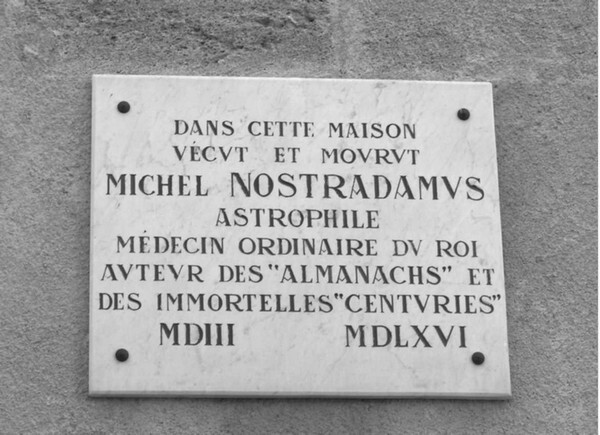 DANS CETTE MAISON
VÉCVT ET MOVRVT
MICHEL NOSTRADAMVS
ASTROPHILE
MÉDECIN ORDINAIRE DV ROI
AVTEVR DES "ALMANACHS" ET
DES IMMORTELLES "CENTVRIES"
MDIII MDLXVI